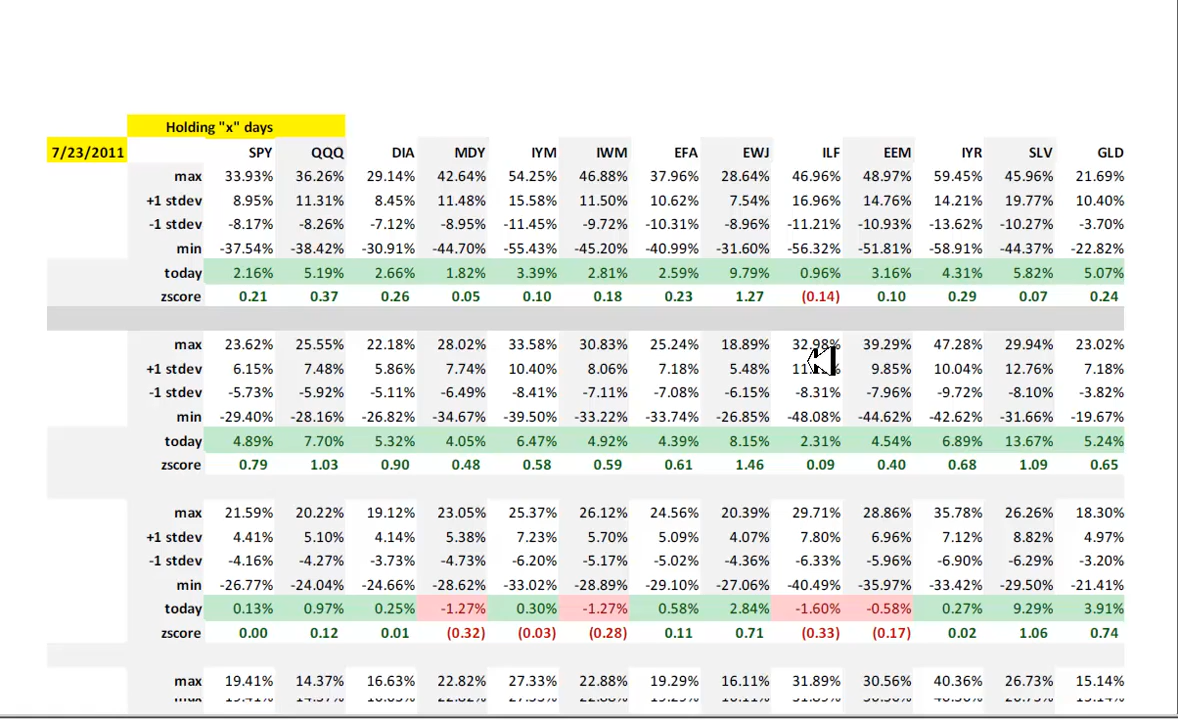 Holding "x" days
7/23/2011 SPY QQQ DIA MDY IYM IWM EFA EWJ ILF EEM IYR SLV GLD
max 33.93% 36.26% 29.14% 42.64% 54.25% 46.88% 37.96% 28.64% 46.96% 48.97% 59.45% 45.96% 21.69%
+1 stdev 8.95% 11.31% 8.45% 11.48% 15.58% 11.50% 10.62% 7.54% 16.96% 14.76% 14.21% 19.77% 10.40%
-1 stdev -8.17% -8.26% -7.12% -8.95% -11.45% -9.72% -10.31% -8.96% -11.21% -10.93% -13.62% -10.27% -3.70%
min -37.54% -38.42% -30.91% -44.70% -55.43% -45.20% -40.99% -31.60% -56.32% -51.81% -58.91% -44.37% -22.82%
today 2.16% 5.19% 2.66% 1.82% 3.39% 2.81% 2.59% 9.79% 0.96% 3.16% 4.31% 5.82% 5.07%
zscore 0.21 0.37 0.26 0.05 0.10 0.18 0.23 1.27 (0.14) 0.10 0.29 0.07 0.24
max 23.62% 25.55% 22.18% 28.02% 33.58% 30.83% 25.24% 18.89% 32.98% 39.29% 47.28% 29.94% 23.02%
+1 stdev 6.15% 7.48% 5.86% 7.74% 10.40% 8.06% 7.18% 5.48% 9.85% 10.04% 12.76% 7.18%
-1 stdev -5.73% -5.92% -5.11% -6.49% -8.41% -7.11% -7.08% -6.15% -8.31% -7.96% -9.72% -8.10% -3.82%
min -29.40% -28.16% -26.82% -34.67% -39.50% -33.22% -33.74% -26.85% -48.08% -44.62% -42.62% -31.66% -19.67%
today 4.89% 7.70% 5.32% 4.05% 6.47% 4.92% 4.39% 8.15% 2.31% 4.54% 6.89% 13.67% 5.24%
zscore 0.79 1.03 0.90 0.48 0.58 0.59 0.61 1.46 0.09 0.40 0.68 1.09 0.65
max 21.59% 20.22% 19.12% 23.05% 25.37% 26.12% 24.56% 20.39% 29.71% 28.86% 35.78% 26.26% 18.30%
+1 stdev 4.41% 5.10% 4.14% 5.38% 7.23% 5.70% 5.09% 4.07% 7.80% 6.96% 7.12% 8.82% 4.97%
-1 stdev -4.16% -4.27% -3.73% -4.73% -6.20% -5.17% -5.02% -4.36% -6.33% -5.96% -6.90% -6.29% -3.20%
min -26.77% -24.04% -24.66% -28.62% -33.02% -28.89% -29.10% -27.06% -40.49% -35.97% -33.42% -29.50% -21.41%
today 0.13% 0.97% 0.25% -1.27% 0.30% -1.27% 0.58% 2.84% -1.60% -0.58% 0.27% 9.29% 3.91%
zscore 0.00 0.12 0.01 (0.32) (0.03) (0.28) 0.11 0.71 (0.33) (0.17) 0.02 1.06 0.74
max 19.41% 14.37% 16.63% 22.82% 27.33% 22.88% 19.29% 16.11% 31.89% 30.56% 40.36% 26.73% 15.14%